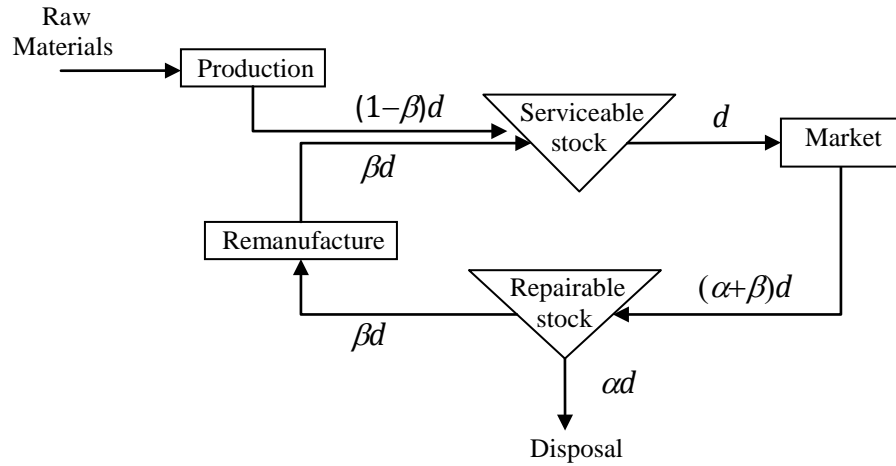 Raw
Materials
Production
(1−β)d
Serviceable
stock
d
Market
βd
Remanufacture
Repairable
stock
(α+β)d
βd
αd
Disposal